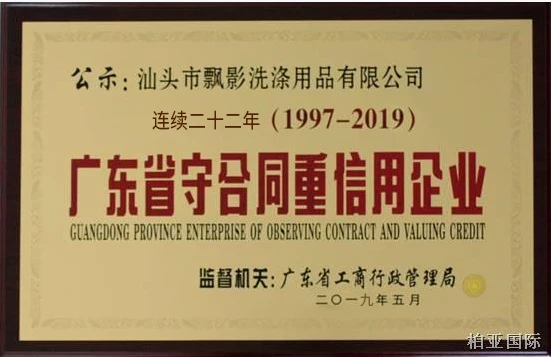 公示：汕头市飘影洗涤用品有限公司
连续二十二年（1997-2019）
广东省守合同重信用企业
GUANGDONG PROVINCE ENTERPRISE OF OBSERVING CONTRACT AND VALUING CREDIT
监督机关：广东省工商行政管理局
二〇一九年五月
柏亚国际